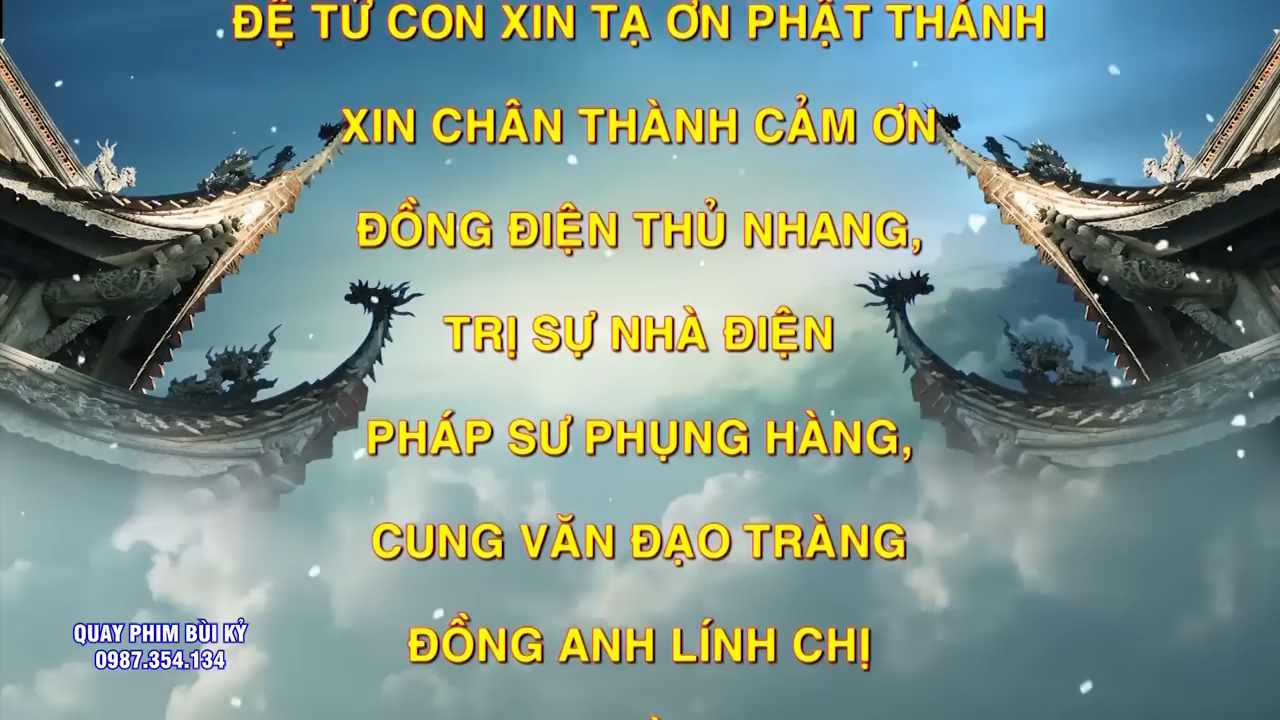 ĐỆ TỬ CON XIN TẠ ƠN PHẬT THÁNH
XIN CHÂN THÀNH CẢM ƠN
ĐỒNG ĐIỆN THỦ NHANG,
TRỊ SỰ NHÀ ĐIỆN
PHÁP SƯ PHỤNG HÀNG,
CUNG VĂN ĐẠO TRÀNG
ĐỒNG ANH LÍNH CHỊ
QUAY PHIM BÙI KỶ
0987.354.134